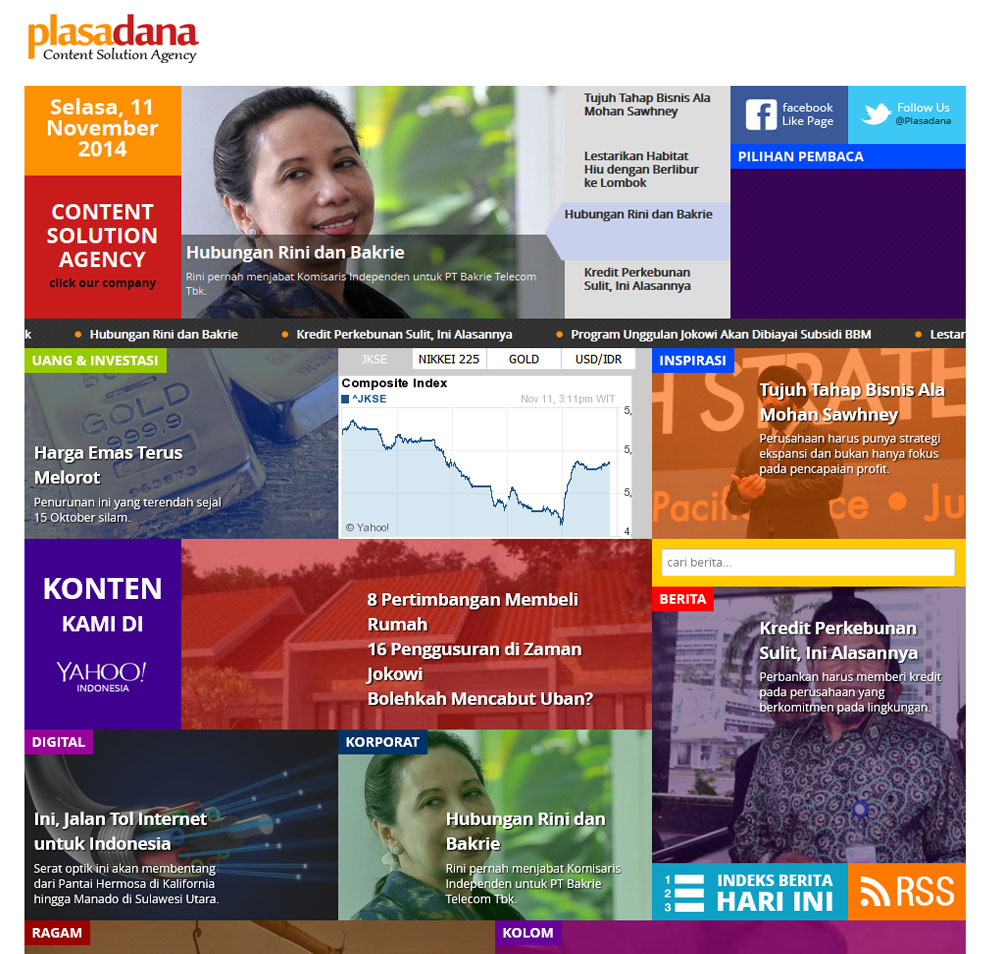 plasadana
Content Solution Agency
Selasa, 11
November
2014
CONTENT
SOLUTION
AGENCY
click our company
Hubungan Rini dan Bakrie
Rini pernah menjabat Komisaris Independen untuk PT Bakrie Telecom
Tbk.
Tujuh Tahap Bisnis Ala
Mohan Sawhney
Lestarikan Habitat
Hiu dengan Berlibur
ke Lombok
Hubungan Rini dan Bakrie
Kredit Perkebunan
Sulit, Ini Alasannya
facebook
Like Page
Follow Us
@Plasadana
PILIHAN PEMBACA
k • Hubungan Rini dan Bakrie • Kredit Perkebunan Sulit, Ini Alasannya • Program Unggulan Jokowi Akan Dibiayai Subsidi BBM • Lestar
UANG & INVESTASI
GOLD
999.9
Harga Emas Terus
Melorot
Penurunan ini yang terendah sejal
15 Oktober silam.
JKSE NIKKEI 225 GOLD USD/IDR
Composite Index
^JKSE Nov 11, 3:11pm WIT
5,
5,
5,
4
© Yahoo!
INSPIRASI
H STRATE
Tujuh Tahap Bisnis Ala
Mohan Sawhney
Perusahaan harus punya strategi
ekspansi dan bukan hanya fokus
pada pencapaian profit.
Pacifi ce • Ju
KONTEN
KAMI DI
YAHOO!
INDONESIA
8 Pertimbangan Membeli
Rumah
16 Penggusuran di Zaman
Jokowi
Bolehkah Mencabut Uban?
cari berita...
BERITA
Kredit Perkebunan
Sulit, Ini Alasannya
Perbankan harus memberi kredit
pada perusahaan yang
berkomitmen pada lingkungan.
DIGITAL
Ini, Jalan Tol Internet
untuk Indonesia
Serat optik ini akan membentang
dari Pantai Hermosa di Kalifornia
hingga Manado di Sulawesi Utara.
KORPORAT
Hubungan Rini dan
Bakrie
Rini pernah menjabat Komisaris
Independen untuk PT Bakrie
Telecom Tbk.
1
2
3
INDEKS BERITA
HARI INI
RSS
RAGAM
KOLOM